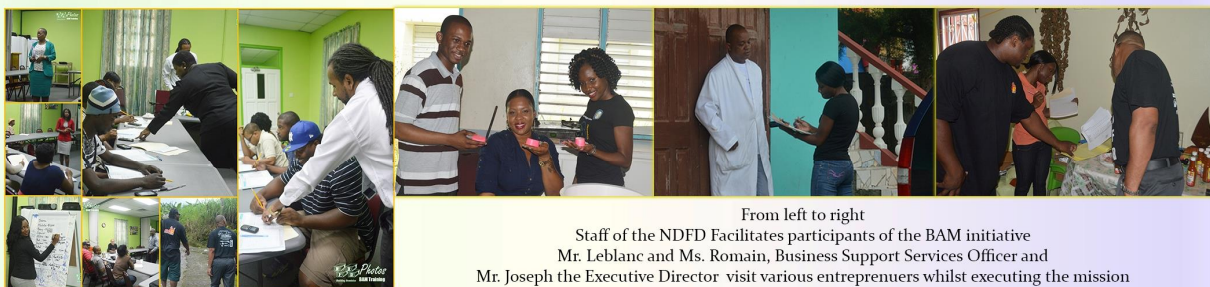 Photos
Photos
BAM Training
From left to right
Staff of the NDFD Facilitates participants of the BAM initiative
Mr. Leblanc and Ms. Romain, Business Support Services Officer and
Mr. Joseph the Executive Director visit various entreprenuers whilst executing the mission